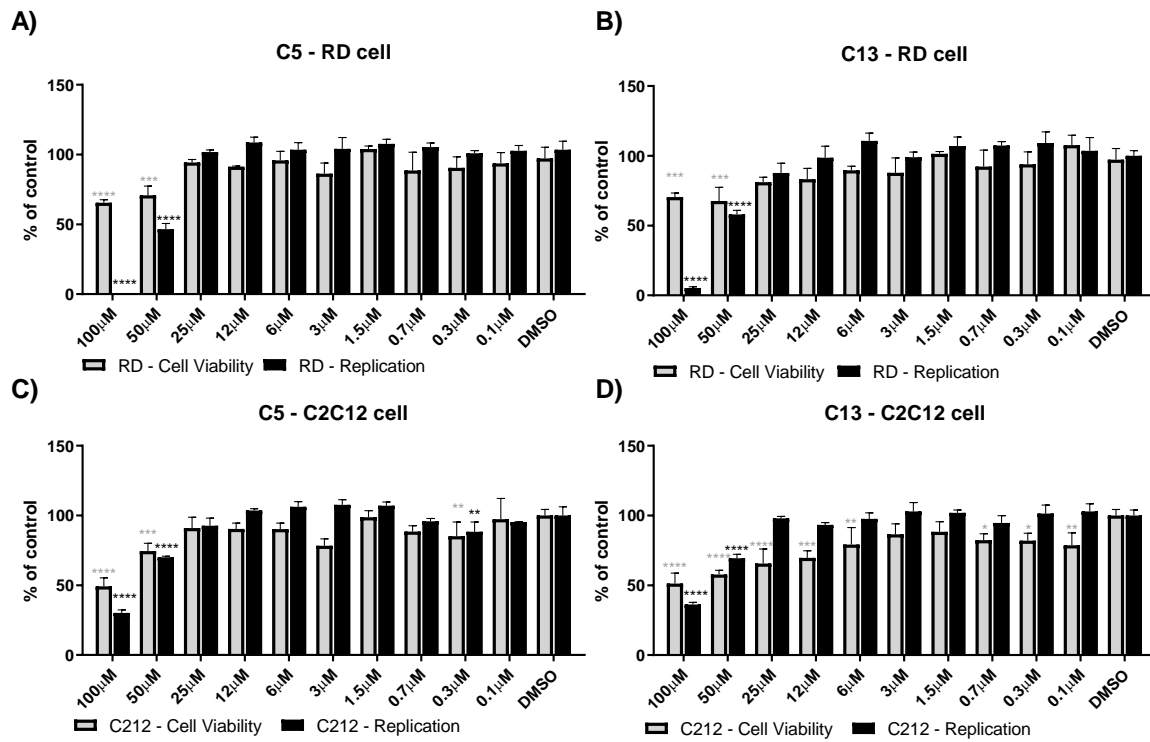 A)
C5 - RD cell
150
100
50
0
% of control
****
****
***
****
100µM
50µM
25µM
12µM
6µM
3µM
1.5µM
0.7µM
0.3µM
0.1µM
DMSO
RD - Cell Viability
RD - Replication
B)
C13 - RD cell
150
100
50
0
% of control
***
****
***
****
100µM
50µM
25µM
12µM
6µM
3µM
1.5µM
0.7µM
0.3µM
0.1µM
DMSO
RD - Cell Viability
RD - Replication
C)
C5 - C2C12 cell
150
100
50
0
% of control
****
****
***
****
**
**
100µM
50µM
25µM
12µM
6µM
3µM
1.5µM
0.7µM
0.3µM
0.1µM
DMSO
C212 - Cell Viability
C212 - Replication
D)
C13 - C2C12 cell
150
100
50
0
% of control
****
****
****
****
****
***
**
*
*
**
100µM
50µM
25µM
12µM
6µM
3µM
1.5µM
0.7µM
0.3µM
0.1µM
DMSO
C212 - Cell Viability
C212 - Replication